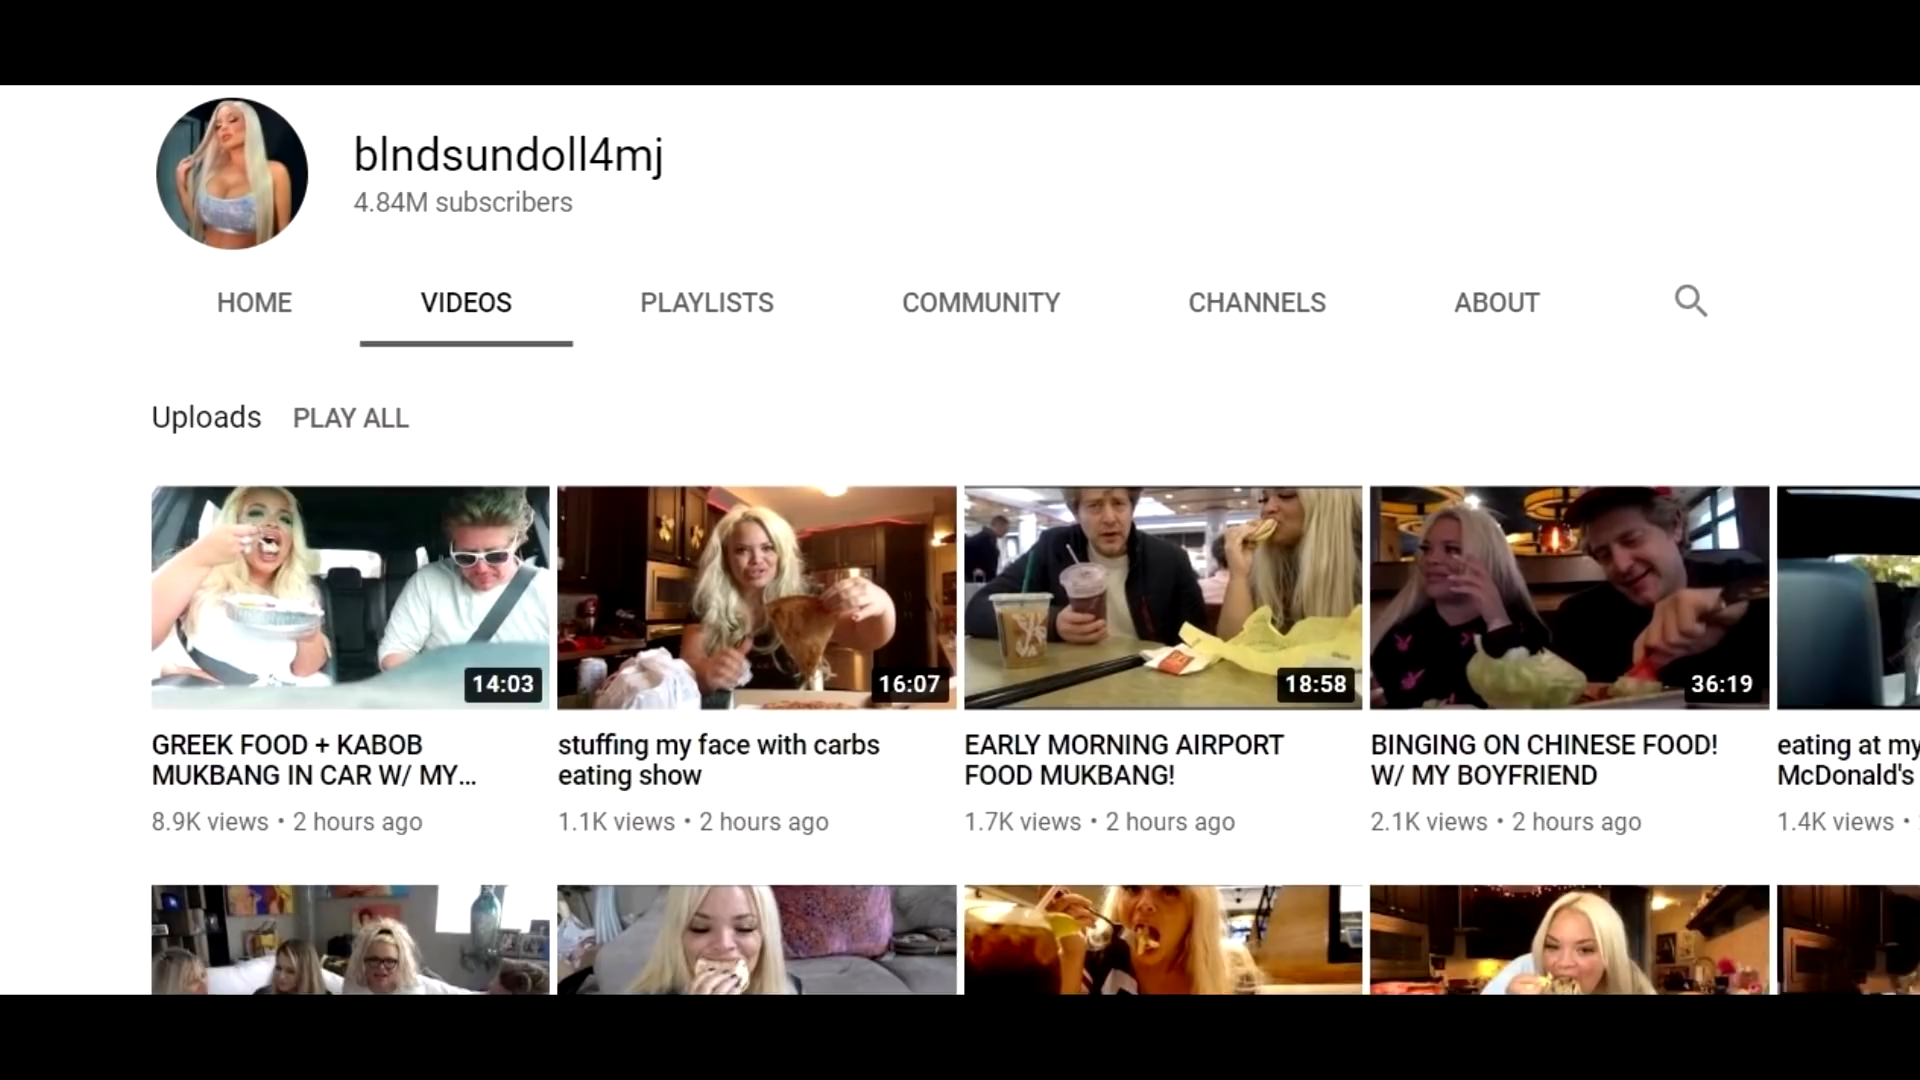 blndsundoll4mj
4.84M subscribers
HOME VIDEOS PLAYLISTS COMMUNITY CHANNELS ABOUT
Uploads PLAY ALL
14:03 16:07 18:58 36:19
GREEK FOOD + KABOB
MUKBANG IN CAR W/ MY...
8.9K views • 2 hours ago
stuffing my face with carbs
eating show
1.1K views • 2 hours ago
EARLY MORNING AIRPORT
FOOD MUKBANG!
1.7K views • 2 hours ago
BINGING ON CHINESE FOOD!
W/ MY BOYFRIEND
2.1K views • 2 hours ago
eating at my
McDonald's
1.4K views •